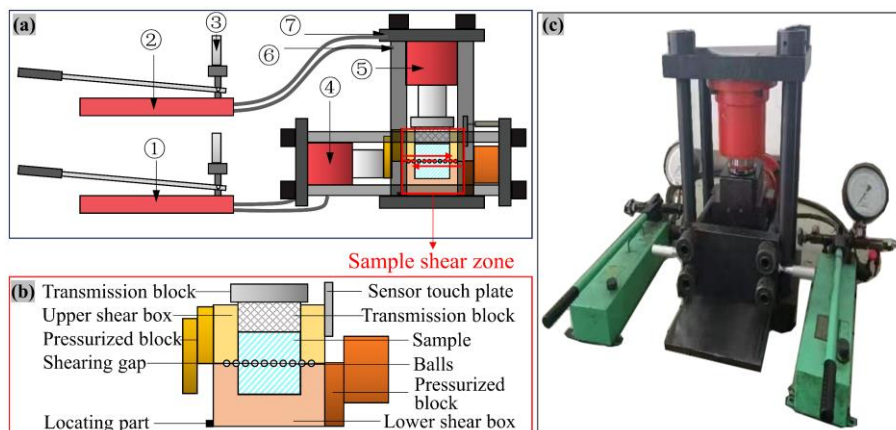 (a)
⑦
③
②
⑥
⑤
④
①
Sample shear zone
(b)
Transmission block
Sensor touch plate
Upper shear box
Transmission block
Pressurized block
Sample
Shearing gap
Balls
Pressurized
block
Locating part
Lower shear box
(c)